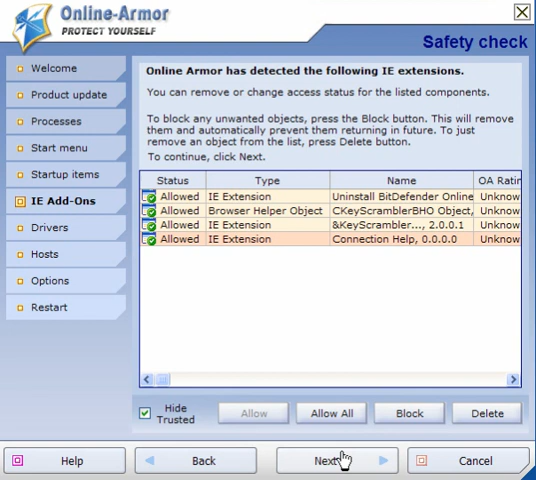 Online-Armor
PROTECT YOURSELF
Safety check
Welcome
Product update
Processes
Start menu
Startup items
IE Add-Ons
Drivers
Hosts
Options
Restart
Online Armor has detected the following IE extensions.
You can remove or change access status for the listed components.
To block any unwanted objects, press the Block button. This will remove
them and automatically prevent them returning in future. To just
remove an object from the list, press Delete button.
To continue, click Next.
Status Type Name OA Ratin
Allowed IE Extension Uninstall BitDefender Online
Allowed Browser Helper Object CKeyScramblerBHO Object,
Allowed IE Extension &KeyScrambler..., 2.0.0.1
Allowed IE Extension Connection Help, 0.0.0.0
Unknow
Unknow
Unknow
Unknow
Hide
Trusted
Allow
Allow All
Block
Delete
Help
Back
Next
Cancel